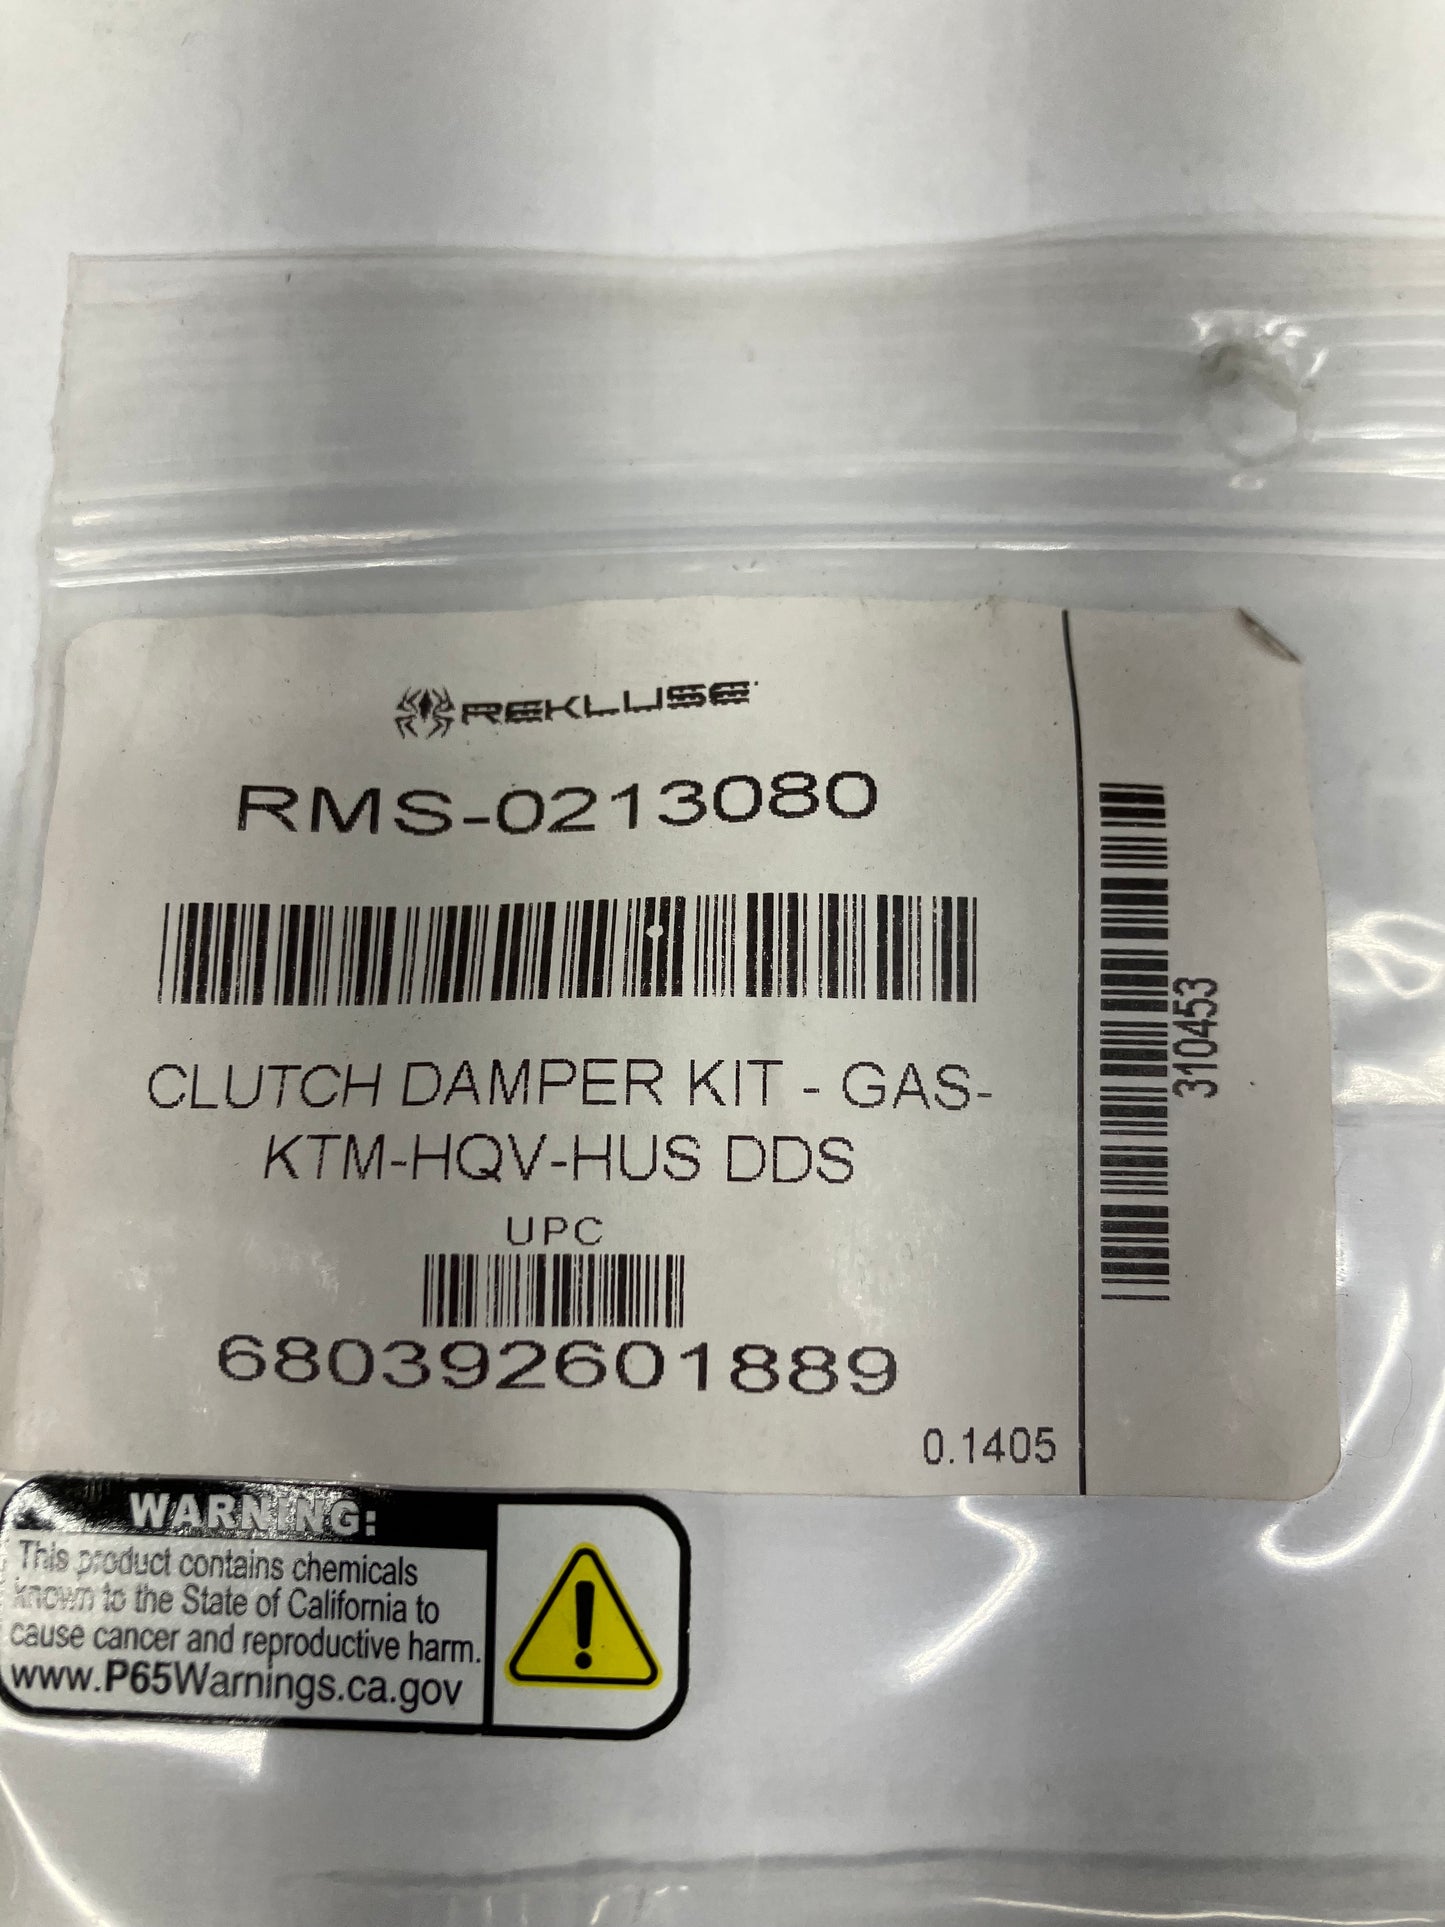 REKLUSE
RMS-0213080
CLUTCH DAMPER KIT - GAS-
KTM-HQV-HUS DDS
UPC
680392601889
0.1405
310453
WARNING:
This product contains chemicals
known to the State of California to
cause cancer and reproductive harm.
www.P65Warnings.ca.gov